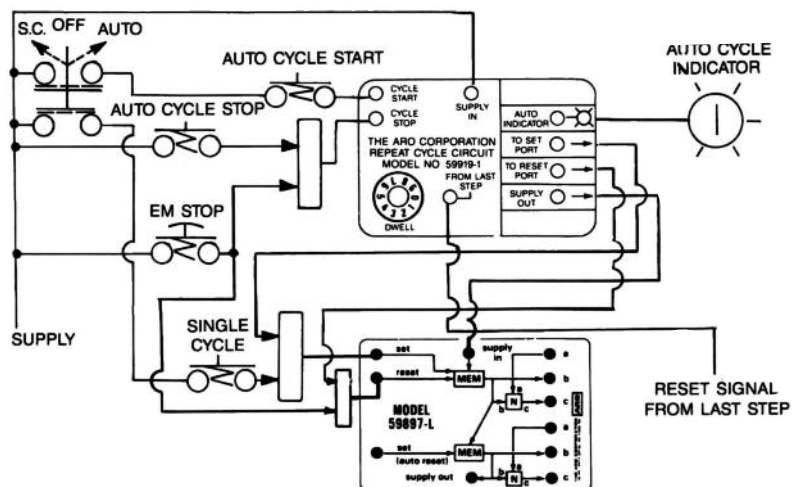 S.C. OFF AUTO
AUTO CYCLE START
AUTO CYCLE STOP
EM STOP
SUPPLY
SINGLE
CYCLE
CYCLE
START
CYCLE
STOP
SUPPLY
IN
THE ARO CORPORATION
REPEAT CYCLE CIRCUIT
MODEL NO 59919-1
FROM LAST
STEP
DWELL
AUTO
INDICATOR
TO SET
PORT
TO RESET
PORT
SUPPLY
OUT
AUTO CYCLE
INDICATOR
RESET SIGNAL
FROM LAST STEP
set
reset
supply
in
MEM
a
b
N
a
b
c
c
MODEL
59897-L
set
(auto reset)
supply out
MEM
a
b
N
a
b
c
c